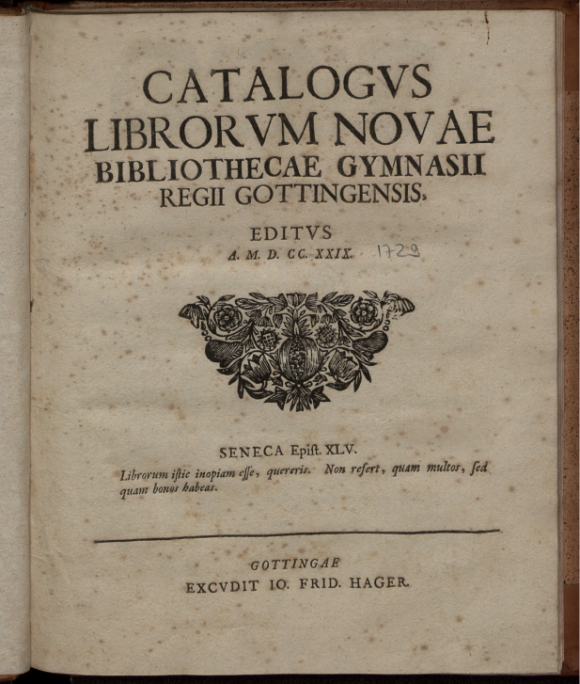 CATALOGVS
LIBRORVM NOVAE
BIBLIOTHECAE GYMNASII
REGII GOTTINGENSIS,
EDITVS
A. M. D. CC. XXIX. 1729
SENECA Epiſt. XLV.
Librorum iſtic inopiam eſſe, quereris. Non refert, quam multos, ſed
quam bonos habeas.
GOTTINGAE
EXCVDIT IO. FRID. HAGER.